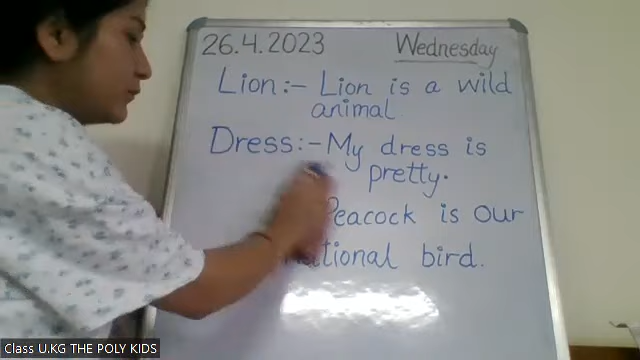 26.4.2023 Wednesday
Lion:- Lion is a wild
animal
Dress:- My dress is
pretty.
Peacock is our
national bird.
Class U.KG THE POLY KIDS